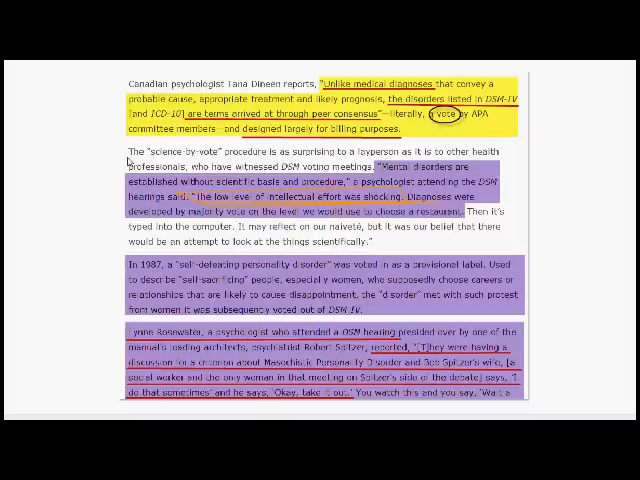 Canadian psychologist Tana Dineen reports, "Unlike medical diagnoses that convey a
probable cause, appropriate treatment and likely prognosis, the disorders listed in DSM-IV
[and ICD-10] are terms arrived at through peer consensus"—literally, a vote by APA
committee members—and designed largely for billing purposes.
The "science-by-vote" procedure is as surprising to a layperson as it is to other health
professionals, who have witnessed DSM voting meetings. "Mental disorders are
established without scientific basis and procedure," a psychologist attending the DSM
hearings said. "The low level of intellectual effort was shocking. Diagnoses were
developed by majority vote on the level we would use to choose a restaurant. Then it's
typed into the computer. It may reflect on our naiveté, but it was our belief that there
would be an attempt to look at the things scientifically."
In 1987, a "self-defeating personality disorder" was voted in as a provisional label. Used
to describe "self-sacrificing" people, especially women, who supposedly choose careers or
relationships that are likely to cause disappointment, the "disorder" met with such protest
from women it was subsequently voted out of DSM IV.
Lynne Rosewater, a psychologist who attended a DSM hearing presided over by one of the
manual's leading architects, psychiatrist Robert Spitzer, reported, "[T]hey were having a
discussion for a criterion about Masochistic Personality Disorder and Bob Spitzer's wife, [a
social worker and the only woman in that meeting on Spitzer's side of the debate] says, 'I
do that sometimes' and he says, 'Okay, take it out.' You watch this and you say, 'Wait a